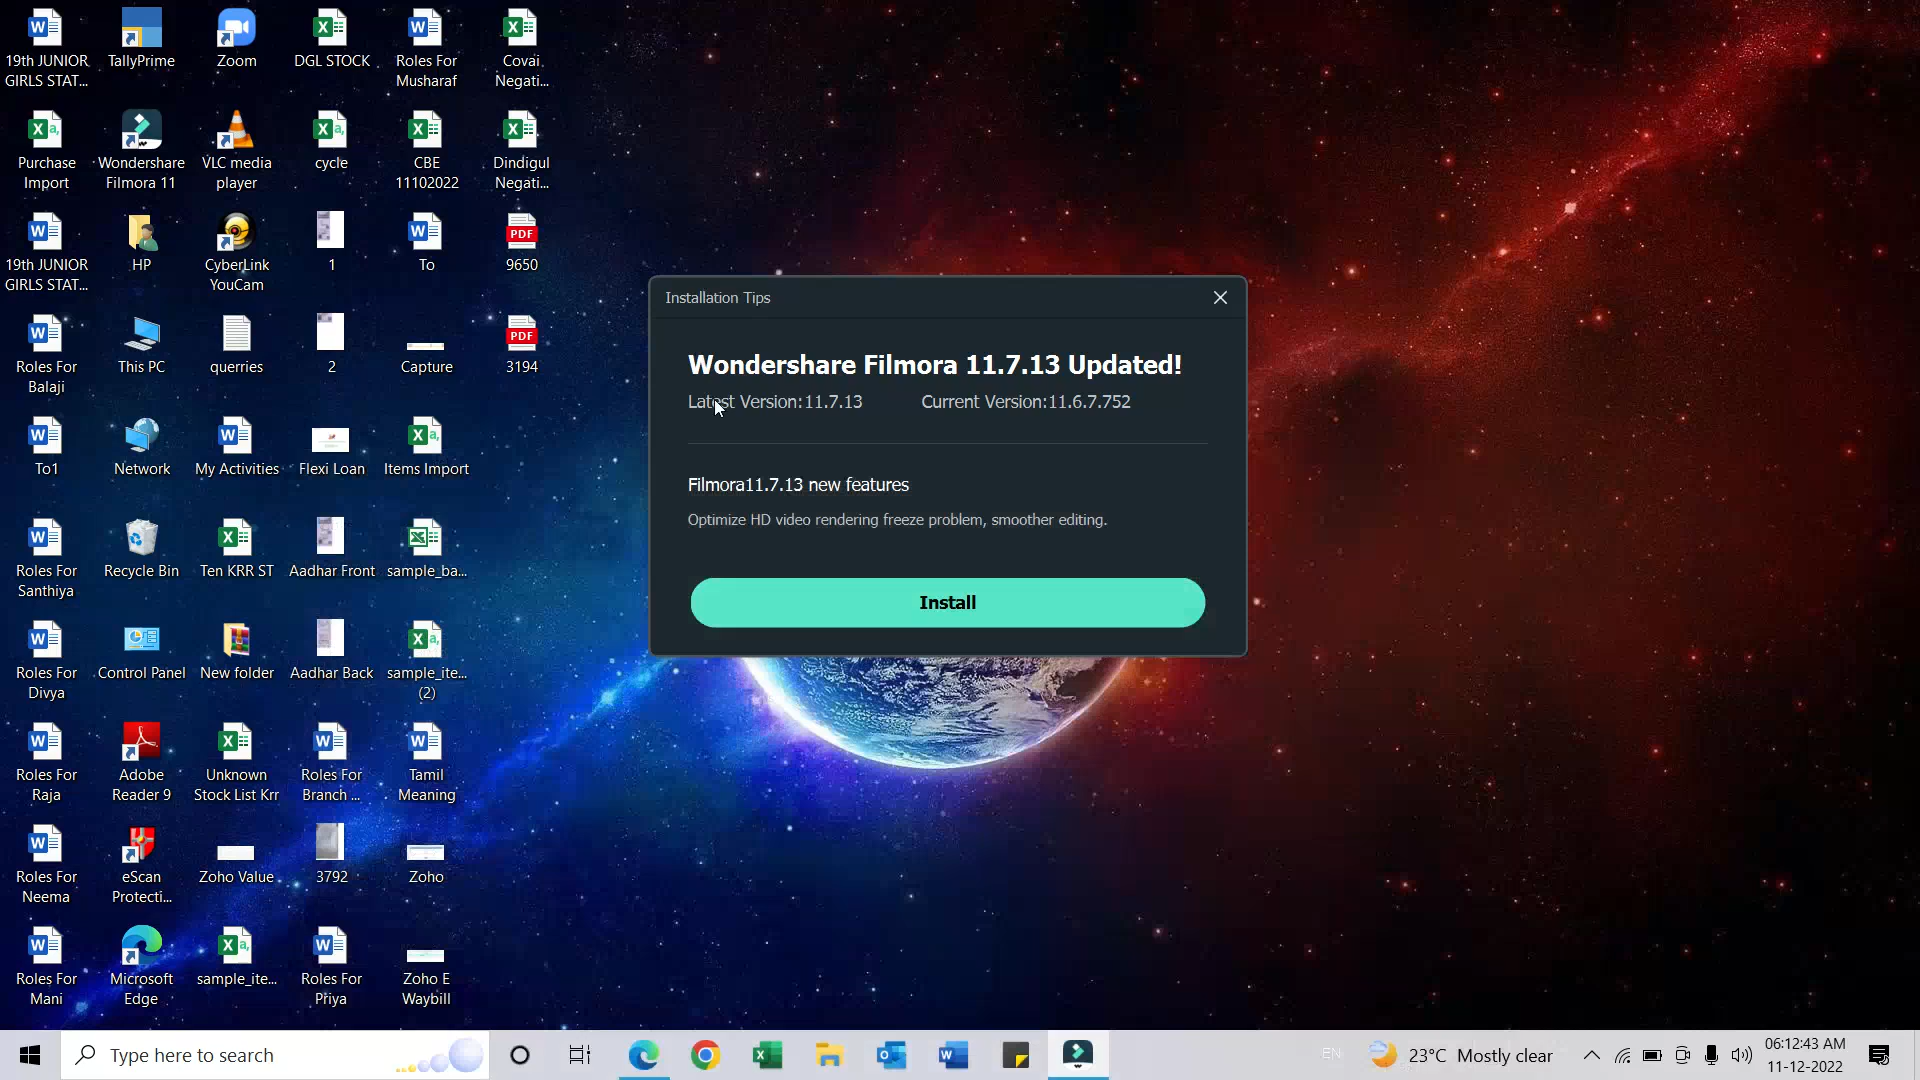 19th JUNIOR
GIRLS STAT...
TallyPrime
Zoom
DGL STOCK
Roles For
Musharaf
Covai
Negati...
Purchase
Import
Wondershare
Filmora 11
VLC media
player
cycle
CBE
11102022
Dindigul
Negati...
19th JUNIOR
GIRLS STAT...
HP
CyberLink
YouCam
1
To
PDF
9650
Roles For
Balaji
This PC
querries
2
Capture
PDF
3194
To1
Network
My Activities
Flexi Loan
Items Import
Roles For
Santhiya
Recycle Bin
Ten KRR ST
Aadhar Front
sample_ba...
Roles For
Divya
Control Panel
New folder
Aadhar Back
sample_ite...
(2)
Roles For
Raja
Adobe
Reader 9
Unknown
Stock List Krr
Roles For
Branch ...
Tamil
Meaning
Roles For
Neema
eScan
Protecti...
Zoho Value
3792
Zoho
Roles For
Mani
Microsoft
Edge
sample_ite...
Roles For
Priya
Zoho E
Waybill
Installation Tips
Wondershare Filmora 11.7.13 Updated!
Latest Version:11.7.13 Current Version:11.6.7.752
Filmora11.7.13 new features
Optimize HD video rendering freeze problem, smoother editing.
Install
Type here to search
EN
23°C Mostly clear
06:12:43 AM
11-12-2022